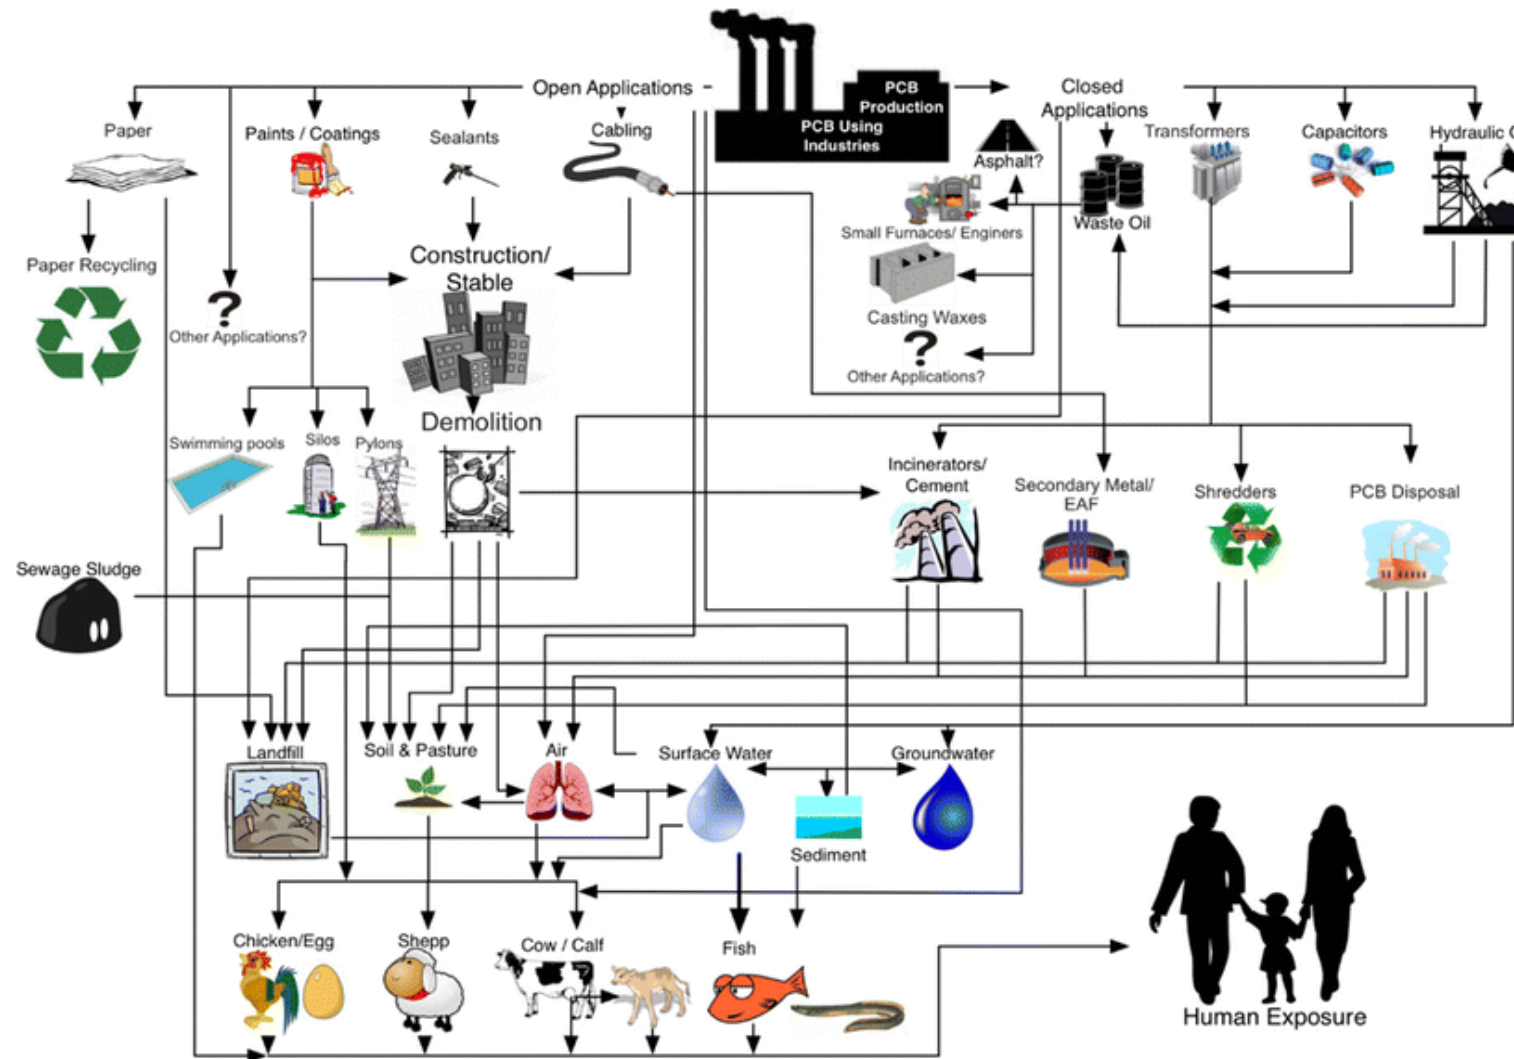 Open Applications
PCB
Production
PCB Using
Industries
Closed
Applications
Paper
Paints / Coatings
Sealants
Cabling
Asphalt?
Transformers
Capacitors
Hydraulic
Small Furnaces/ Enginers
Waste Oil
Construction/
Stable
Paper Recycling
?
Other Applications?
Casting Waxes
?
Other Applications?
Demolition
Swimming pools
Silos
Pylons
Incinerators/
Cement
Secondary Metal/
EAF
Shredders
PCB Disposal
Sewage Sludge
Landfill
Soil & Pasture
Air
Surface Water
Groundwater
Sediment
Chicken/Egg
Shepp
Cow / Calf
Fish
Human Exposure